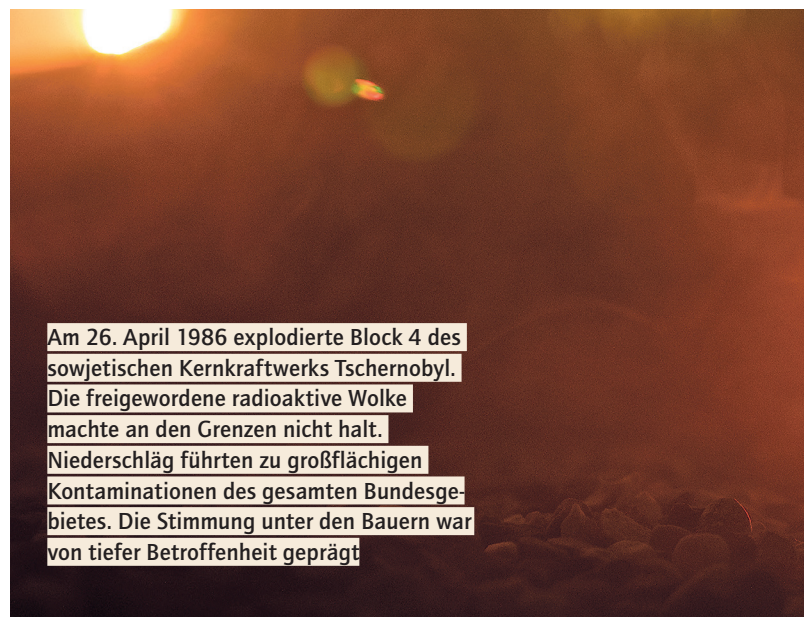 Am 26. April 1986 explodierte Block 4 des
sowjetischen Kernkraftwerks Tschernobyl.
Die freigewordene radioaktive Wolke
machte an den Grenzen nicht halt.
Niederschläg führten zu großflächigen
Kontaminationen des gesamten Bundesge-
bietes. Die Stimmung unter den Bauern war
von tiefer Betroffenheit geprägt